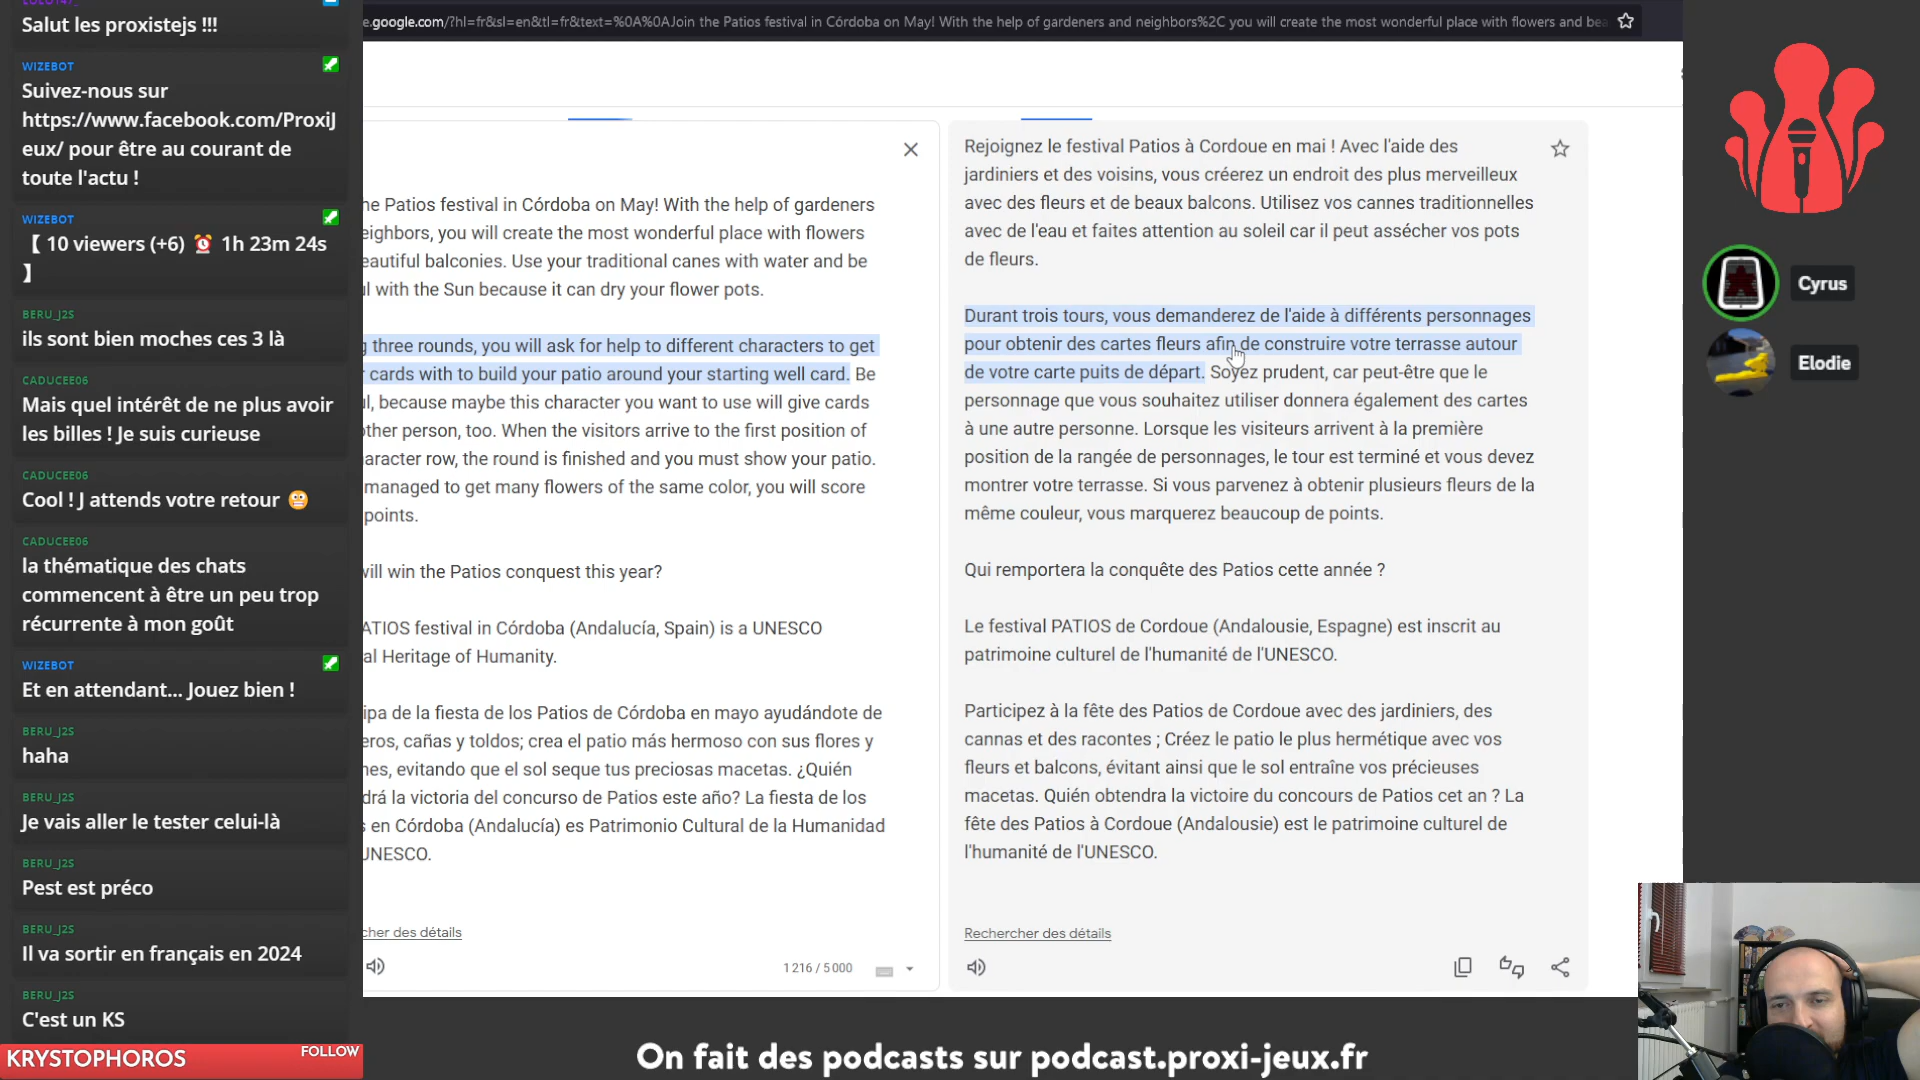 Salut les proxistejs !!!
WIZEBOT
Suivez-nous sur
https://www.facebook.com/ProxiJ
eux/ pour être au courant de
toute l'actu !
WIZEBOT
【 10 viewers (+6) ⏰ 1h 23m 24s
】
BERU_J2S
ils sont bien moches ces 3 là
CADUCEE06
Mais quel intérêt de ne plus avoir
les billes ! Je suis curieuse
CADUCEE06
Cool ! J attends votre retour 😬
CADUCEE06
la thématique des chats
commencent à être un peu trop
récurrente à mon goût
WIZEBOT
Et en attendant... Jouez bien !
BERU_J2S
haha
BERU_J2S
Je vais aller le tester celui-là
BERU_J2S
Pest est préco
BERU_J2S
Il va sortir en français en 2024
BERU_J2S
C'est un KS
KRYSTOPHOROS
FOLLOW
e.google.com/?hl=fr&sl=en&tl=fr&text=%0A%0AJoin the Patios festival in Córdoba on May! With the help of gardeners and neighbors%2C you will create the most wonderful place with flowers and bea
he Patios festival in Córdoba on May! With the help of gardeners
eighbors, you will create the most wonderful place with flowers
eautiful balconies. Use your traditional canes with water and be
ul with the Sun because it can dry your flower pots.
g three rounds, you will ask for help to different characters to get
r cards with to build your patio around your starting well card. Be
ul, because maybe this character you want to use will give cards
other person, too. When the visitors arrive to the first position of
haracter row, the round is finished and you must show your patio.
managed to get many flowers of the same color, you will score
points.
will win the Patios conquest this year?
ATIOS festival in Córdoba (Andalucía, Spain) is a UNESCO
al Heritage of Humanity.
ipa de la fiesta de los Patios de Córdoba en mayo ayudándote de
eros, cañas y toldos; crea el patio más hermoso con sus flores y
nes, evitando que el sol seque tus preciosas macetas. ¿Quién
drá la victoria del concurso de Patios este año? La fiesta de los
s en Córdoba (Andalucía) es Patrimonio Cultural de la Humanidad
UNESCO.
cher des détails
1 216 / 5 000
Rejoignez le festival Patios à Cordoue en mai ! Avec l'aide des
jardiniers et des voisins, vous créerez un endroit des plus merveilleux
avec des fleurs et de beaux balcons. Utilisez vos cannes traditionnelles
avec de l'eau et faites attention au soleil car il peut assécher vos pots
de fleurs.
Durant trois tours, vous demanderez de l'aide à différents personnages
pour obtenir des cartes fleurs afin de construire votre terrasse autour
de votre carte puits de départ. Soyez prudent, car peut-être que le
personnage que vous souhaitez utiliser donnera également des cartes
à une autre personne. Lorsque les visiteurs arrivent à la première
position de la rangée de personnages, le tour est terminé et vous devez
montrer votre terrasse. Si vous parvenez à obtenir plusieurs fleurs de la
même couleur, vous marquerez beaucoup de points.
Qui remportera la conquête des Patios cette année ?
Le festival PATIOS de Cordoue (Andalousie, Espagne) est inscrit au
patrimoine culturel de l'humanité de l'UNESCO.
Participez à la fête des Patios de Cordoue avec des jardiniers, des
cannas et des racontes ; Créez le patio le plus hermétique avec vos
fleurs et balcons, évitant ainsi que le sol entraîne vos précieuses
macetas. Quién obtendra la victoire du concours de Patios cet an ? La
fête des Patios à Cordoue (Andalousie) est le patrimoine culturel de
l'humanité de l'UNESCO.
Rechercher des détails
Cyrus
Elodie
On fait des podcasts sur podcast.proxi-jeux.fr